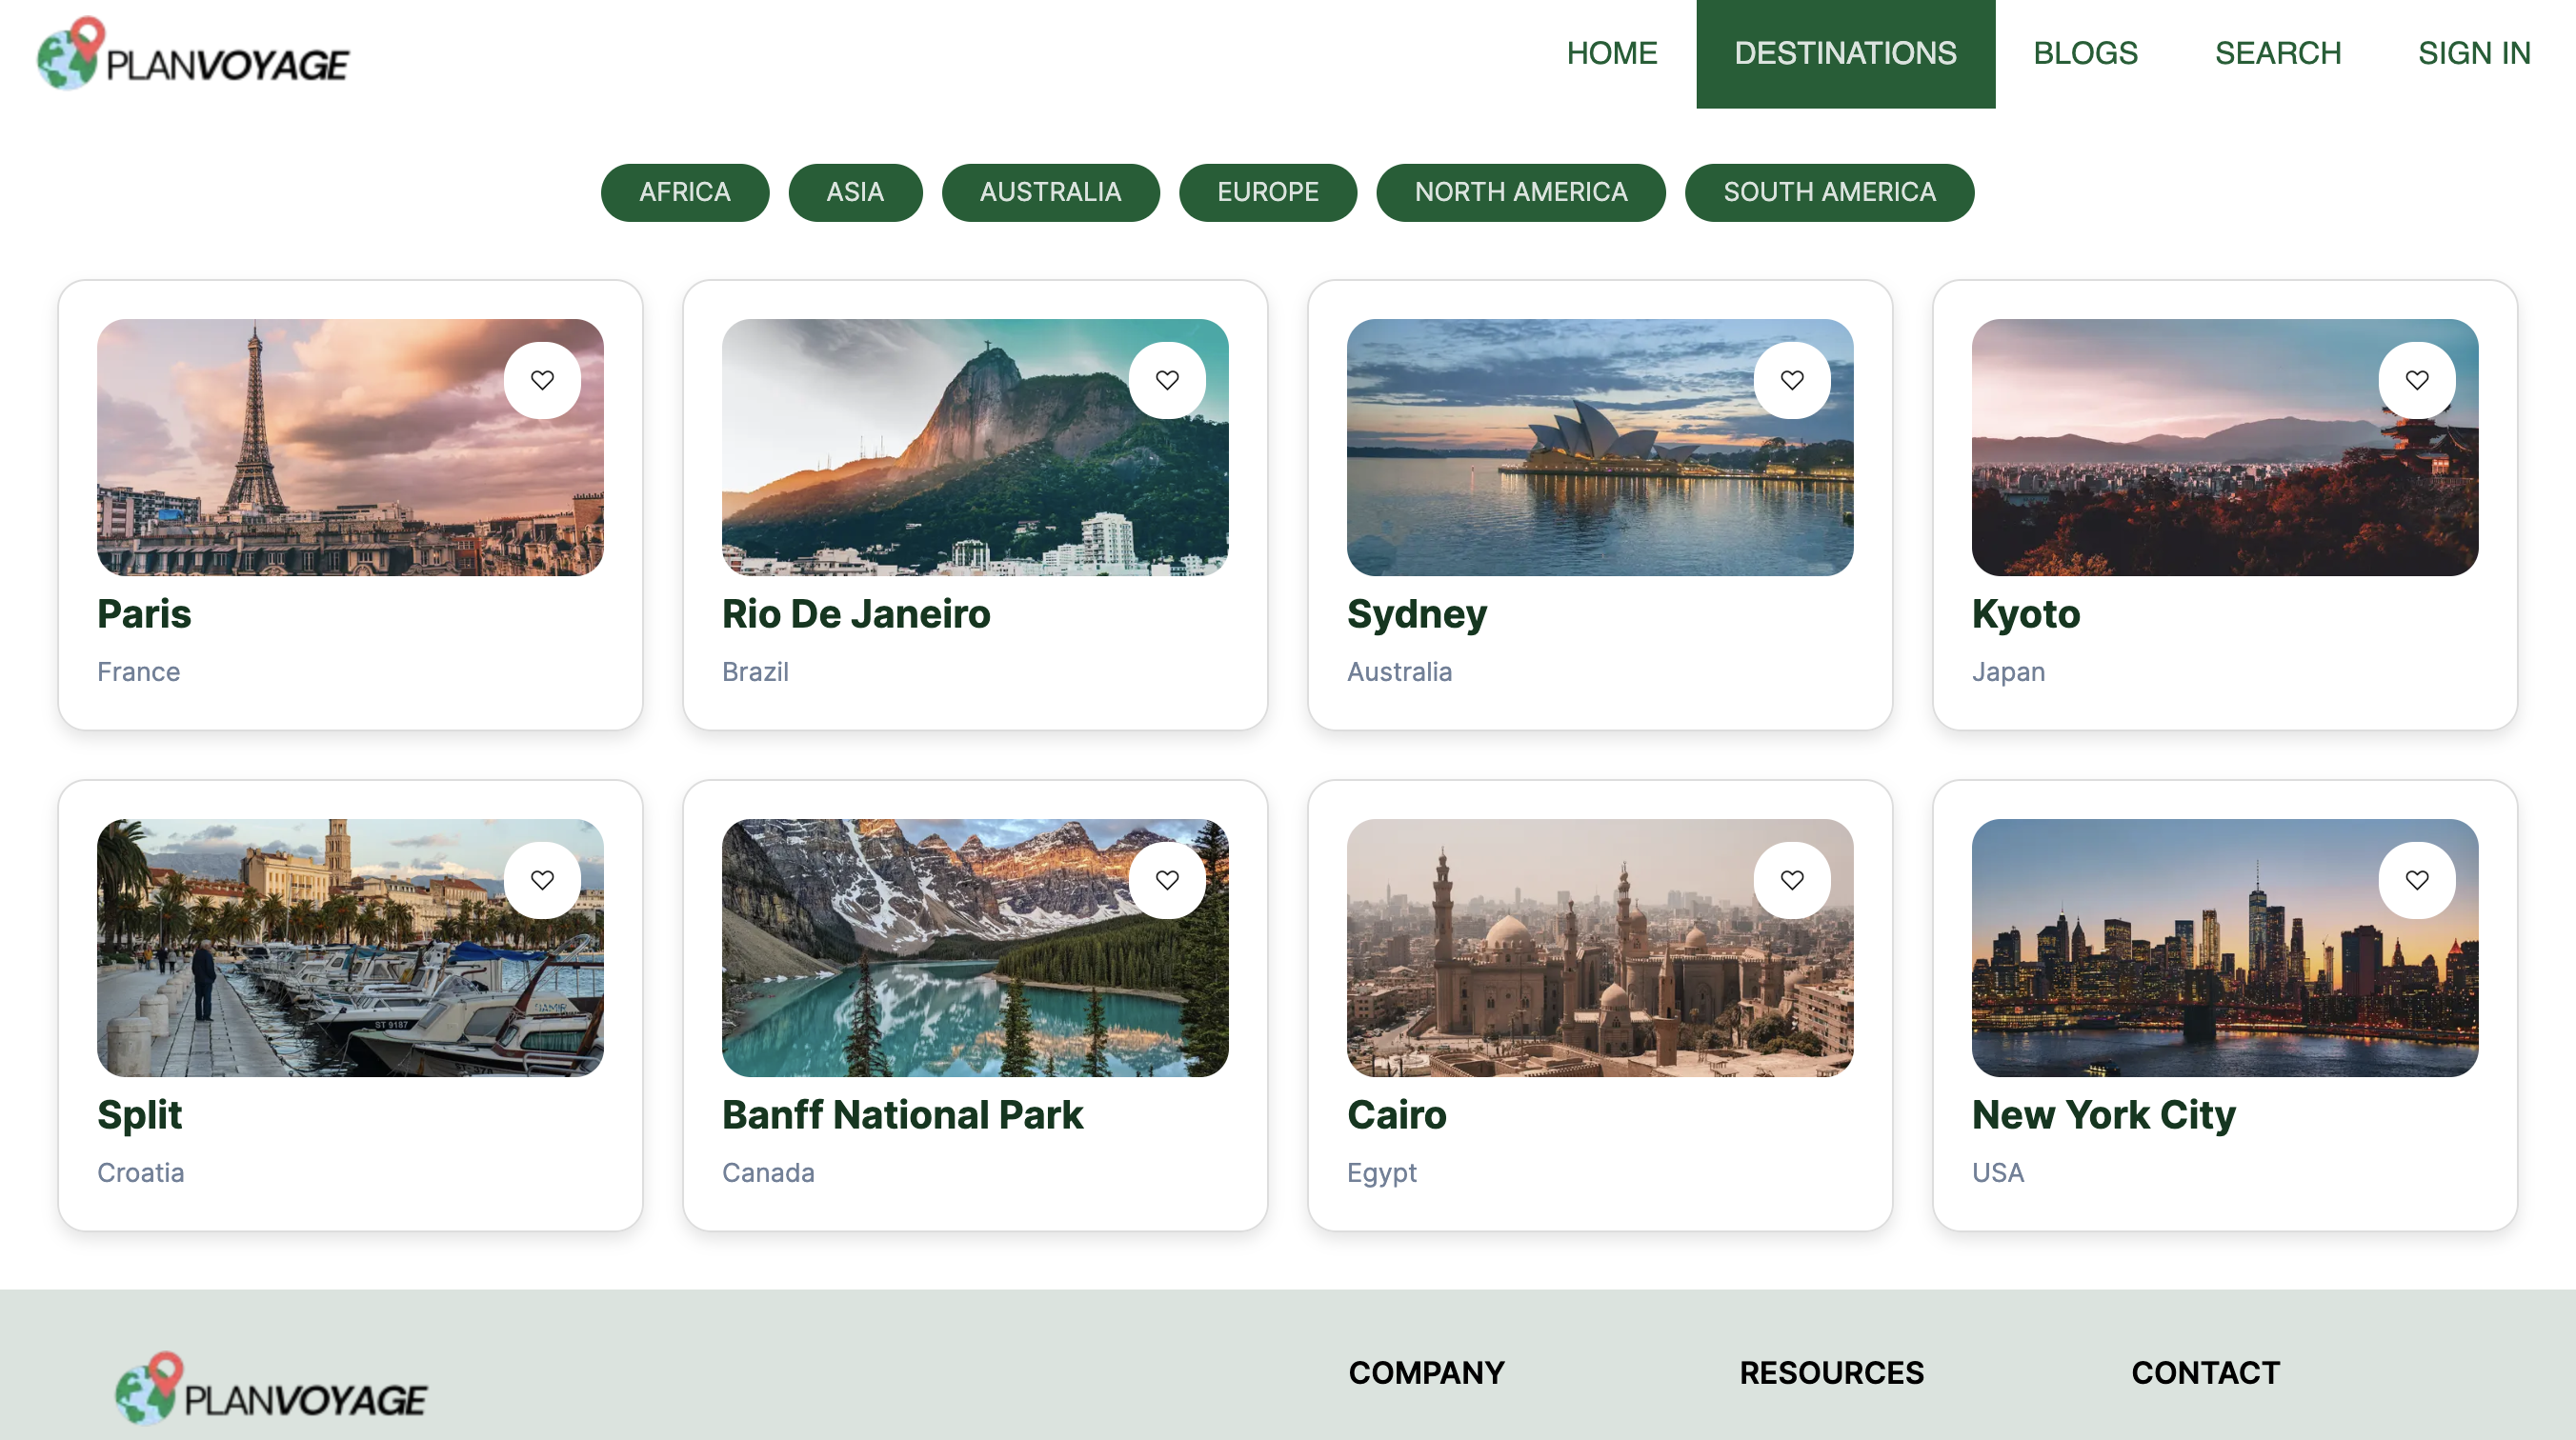 PLANVOYAGE
HOME DESTINATIONS BLOGS SEARCH SIGN IN
AFRICA ASIA AUSTRALIA EUROPE NORTH AMERICA SOUTH AMERICA
Paris
France
Rio De Janeiro
Brazil
Sydney
Australia
Kyoto
Japan
ST 9187
Split
Croatia
Banff National Park
Canada
Cairo
Egypt
New York City
USA
PLANVOYAGE
COMPANY RESOURCES CONTACT